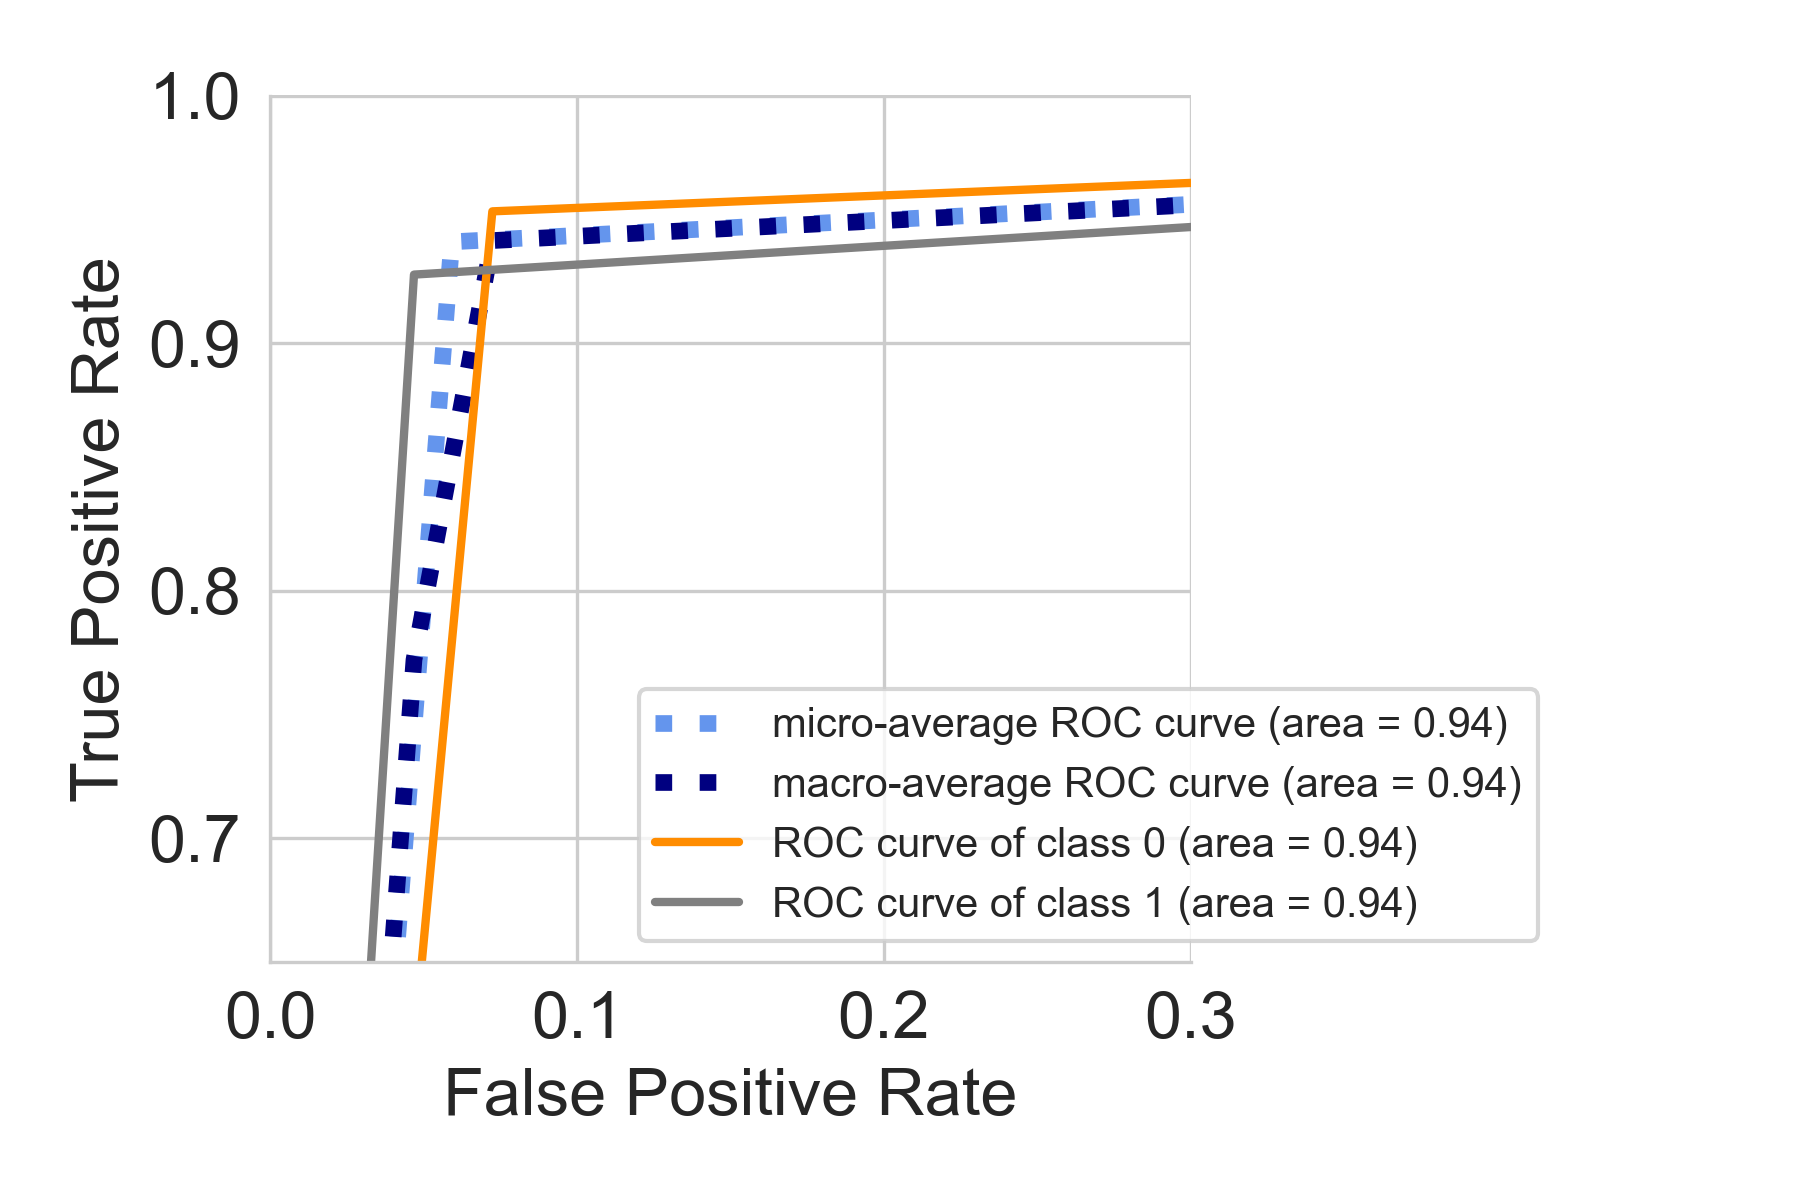 1.0
0.9
0.8
0.7
True Positive Rate
micro-average ROC curve (area = 0.94)
macro-average ROC curve (area = 0.94)
ROC curve of class 0 (area = 0.94)
ROC curve of class 1 (area = 0.94)
0.0 0.1 0.2 0.3
False Positive Rate